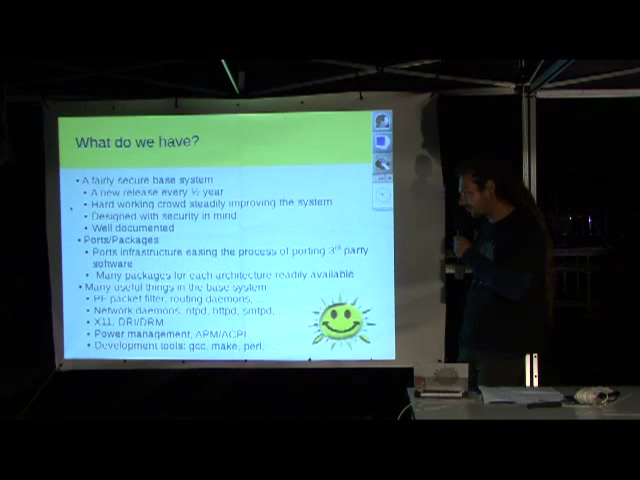 What do we have?
• A fairly secure base system
• A new release every ½ year
• Hard working crowd steadily improving the system
• Designed with security in mind
• Well documented
• Ports/Packages
• Ports infrastructure easing the process of porting 3rd party
software
• Many packages for each architecture readily available
• Many useful things in the base system
• PF packet filter, routing daemons,
• Network daemons: ntpd, httpd, smtpd, ...
• X11, DRI/DRM
• Power management, APM/ACPI
• Development tools: gcc, make, perl,